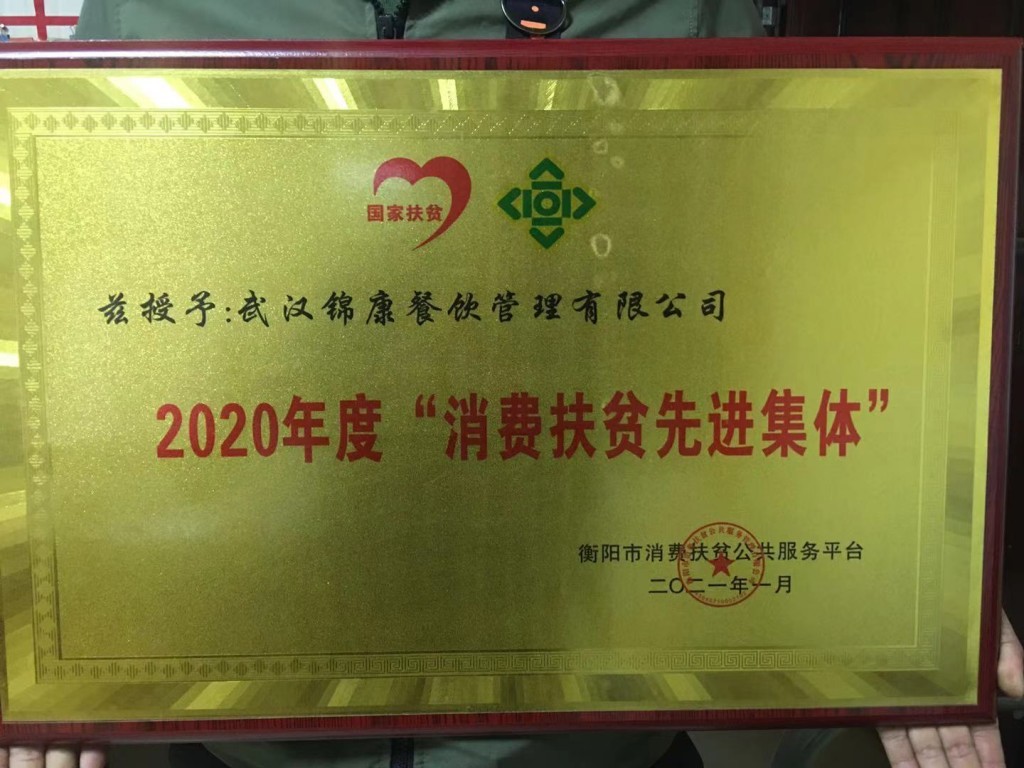 国家扶贫
兹授予:武汉锦康餐饮管理有限公司
2020年度“消费扶贫先进集体”
衡阳市消费扶贫公共服务平台
二〇二一年一月